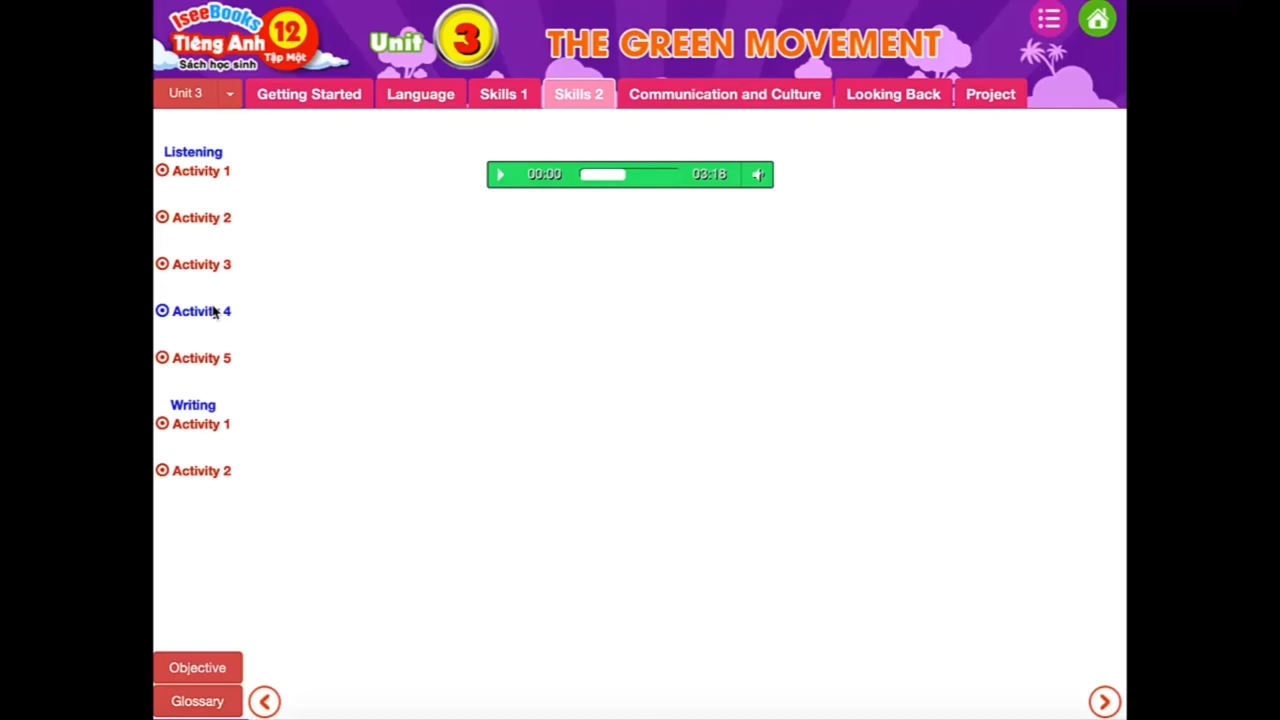 IseeBooks
Tiếng Anh 12
Tập Một
Sách học sinh
Unit 3
THE GREEN MOVEMENT
Unit 3
Getting Started
Language
Skills 1
Skills 2
Communication and Culture
Looking Back
Project
Listening
Activity 1
Activity 2
Activity 3
Activity 4
Activity 5
Writing
Activity 1
Activity 2
00:00
03:18
Objective
Glossary